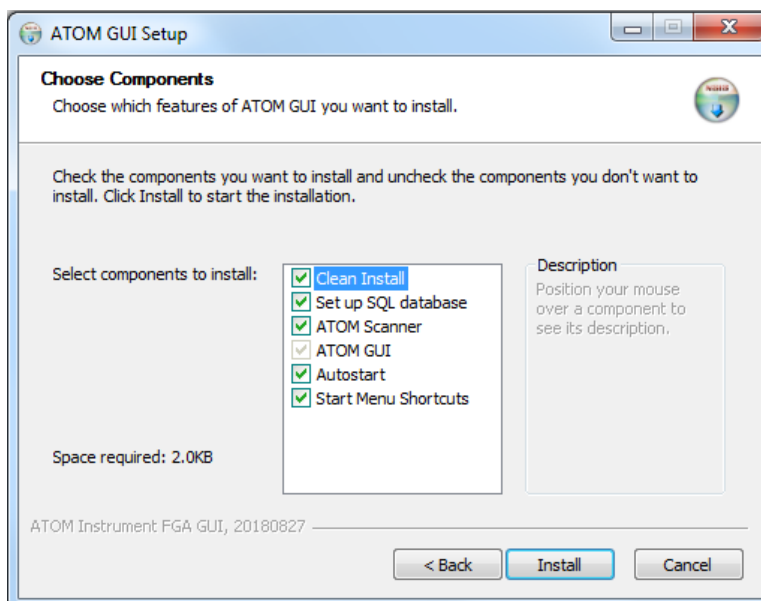 ATOM GUI Setup
Choose Components
Choose which features of ATOM GUI you want to install.
Check the components you want to install and uncheck the components you don't want to
install. Click Install to start the installation.
Select components to install:
Clean Install
Set up SQL database
ATOM Scanner
ATOM GUI
Autostart
Start Menu Shortcuts
Description
Position your mouse
over a component to
see its description.
Space required: 2.0KB
ATOM Instrument FGA GUI, 20180827
< Back
Install
Cancel